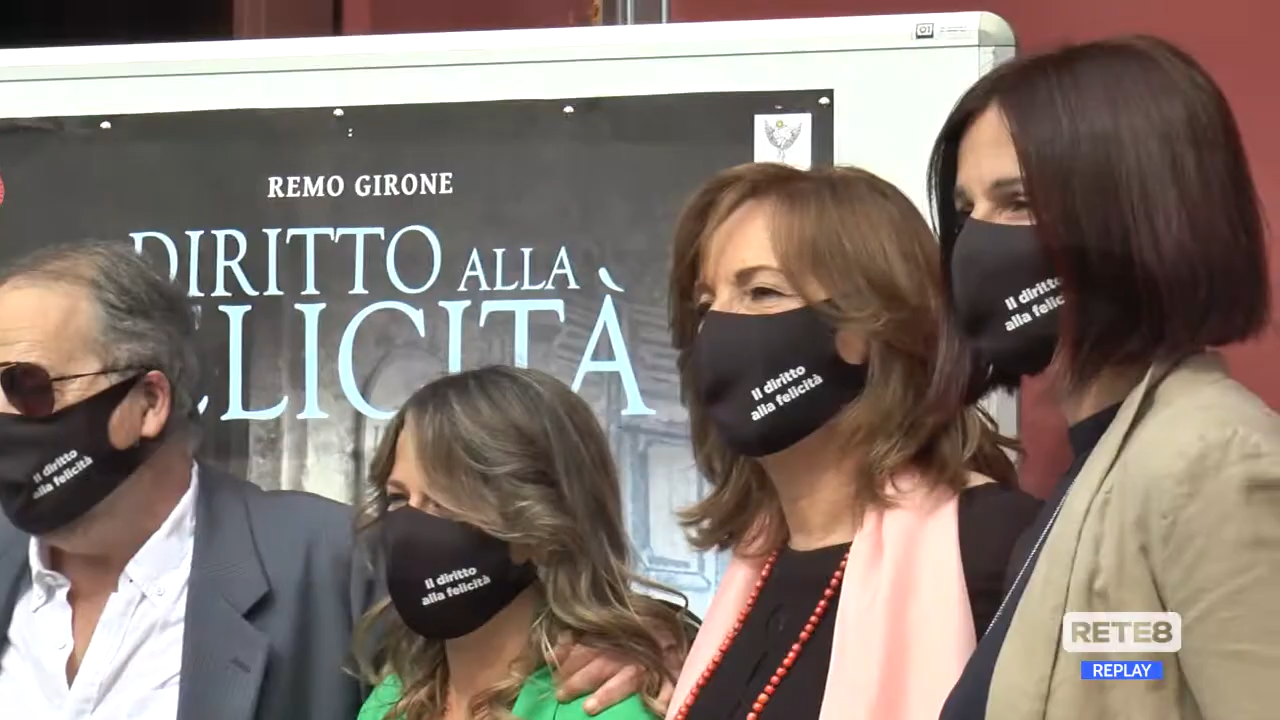 REMO GIRONE
DIRITTO ALLA
FELICITÀ
Il diritto
alla felicità
Il diritto
alla felicità
Il diritto
alla felicità
Il diritto
alla felic
RETE8
REPLAY